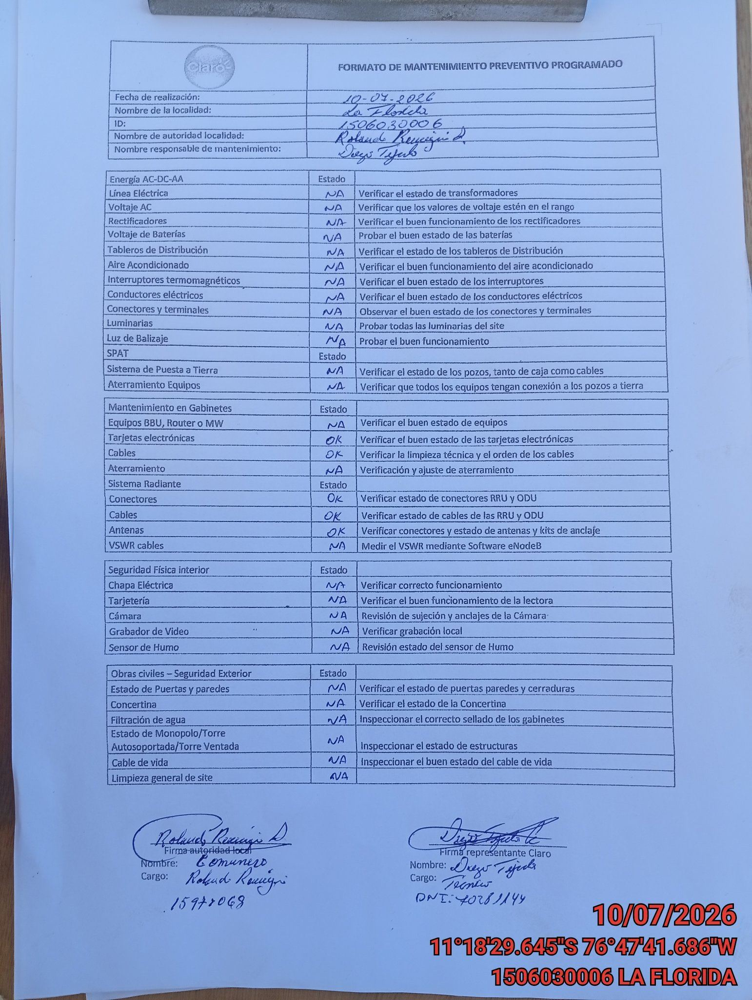 Claro
FORMATO DE MANTENIMIENTO PREVENTIVO PROGRAMADO
Fecha de realización: 10-07-2026
Nombre de la localidad: La Florida
ID: 1506030006
Nombre de autoridad localidad: Rolando Remigio D.
Nombre responsable de mantenimiento: Diego Tejeda
Energía AC-DC-AA Estado
Línea Eléctrica NA Verificar el estado de transformadores
Voltaje AC NA Verificar que los valores de voltaje estén en el rango
Rectificadores NA Verificar el buen funcionamiento de los rectificadores
Voltaje de Baterías NA Probar el buen estado de las baterías
Tableros de Distribución NA Verificar el estado de los tableros de Distribución
Aire Acondicionado NA Verificar el buen funcionamiento del aire acondicionado
Interruptores termomagnéticos NA Verificar el buen estado de los interruptores
Conductores eléctricos NA Verificar el buen estado de los conductores eléctricos
Conectores y terminales NA Observar el buen estado de los conectores y terminales
Luminarias NA Probar todas las luminarias del site
Luz de Balizaje NA Probar el buen funcionamiento
SPAT Estado
Sistema de Puesta a Tierra NA Verificar el estado de los pozos, tanto de caja como cables
Aterramiento Equipos NA Verificar que todos los equipos tengan conexión a los pozos a tierra
Mantenimiento en Gabinetes Estado
Equipos BBU, Router o MW NA Verificar el buen estado de equipos
Tarjetas electrónicas OK Verificar el buen estado de las tarjetas electrónicas
Cables OK Verificar la limpieza técnica y el orden de los cables
Aterramiento NA Verificación y ajuste de aterramiento
Sistema Radiante Estado
Conectores OK Verificar estado de conectores RRU y ODU
Cables OK Verificar estado de cables de las RRU y ODU
Antenas OK Verificar conectores y estado de antenas y kits de anclaje
VSWR cables NA Medir el VSWR mediante Software eNodeB
Seguridad Física interior Estado
Chapa Eléctrica NA Verificar correcto funcionamiento
Tarjetería NA Verificar el buen funcionamiento de la lectora
Cámara NA Revisión de sujeción y anclajes de la Cámara
Grabador de Video NA Verificar grabación local
Sensor de Humo NA Revisión estado del sensor de Humo
Obras civiles – Seguridad Exterior Estado
Estado de Puertas y paredes NA Verificar el estado de puertas paredes y cerraduras
Concertina NA Verificar el estado de la Concertina
Filtración de agua NA Inspeccionar el correcto sellado de los gabinetes
Estado de Monopolo/Torre
Autosoportada/Torre Ventada NA Inspeccionar el estado de estructuras
Cable de vida NA Inspeccionar el buen estado del cable de vida
Limpieza general de site NA
Rolando Remigio D
Firma autoridad local
Nombre: Comunero
Cargo: Rolando Remigio
15977068
Diego Tejeda C
Firma representante Claro
Nombre: Diego Tejeda
Cargo: Técnico
DNI: 70281144
10/07/2026
11°18'29.645"S 76°47'41.686"W
1506030006 LA FLORIDA